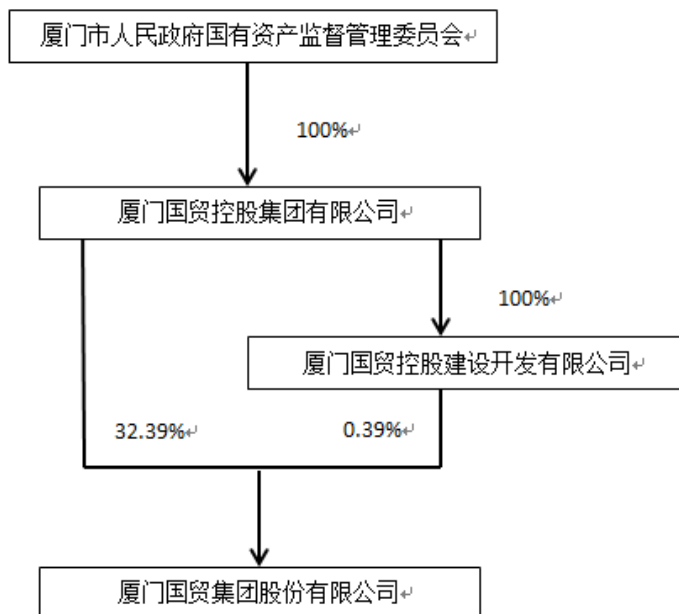 厦门市人民政府国有资产监督管理委员会
100%
厦门国贸控股集团有限公司
100%
厦门国贸控股建设开发有限公司
32.39%
0.39%
厦门国贸集团股份有限公司